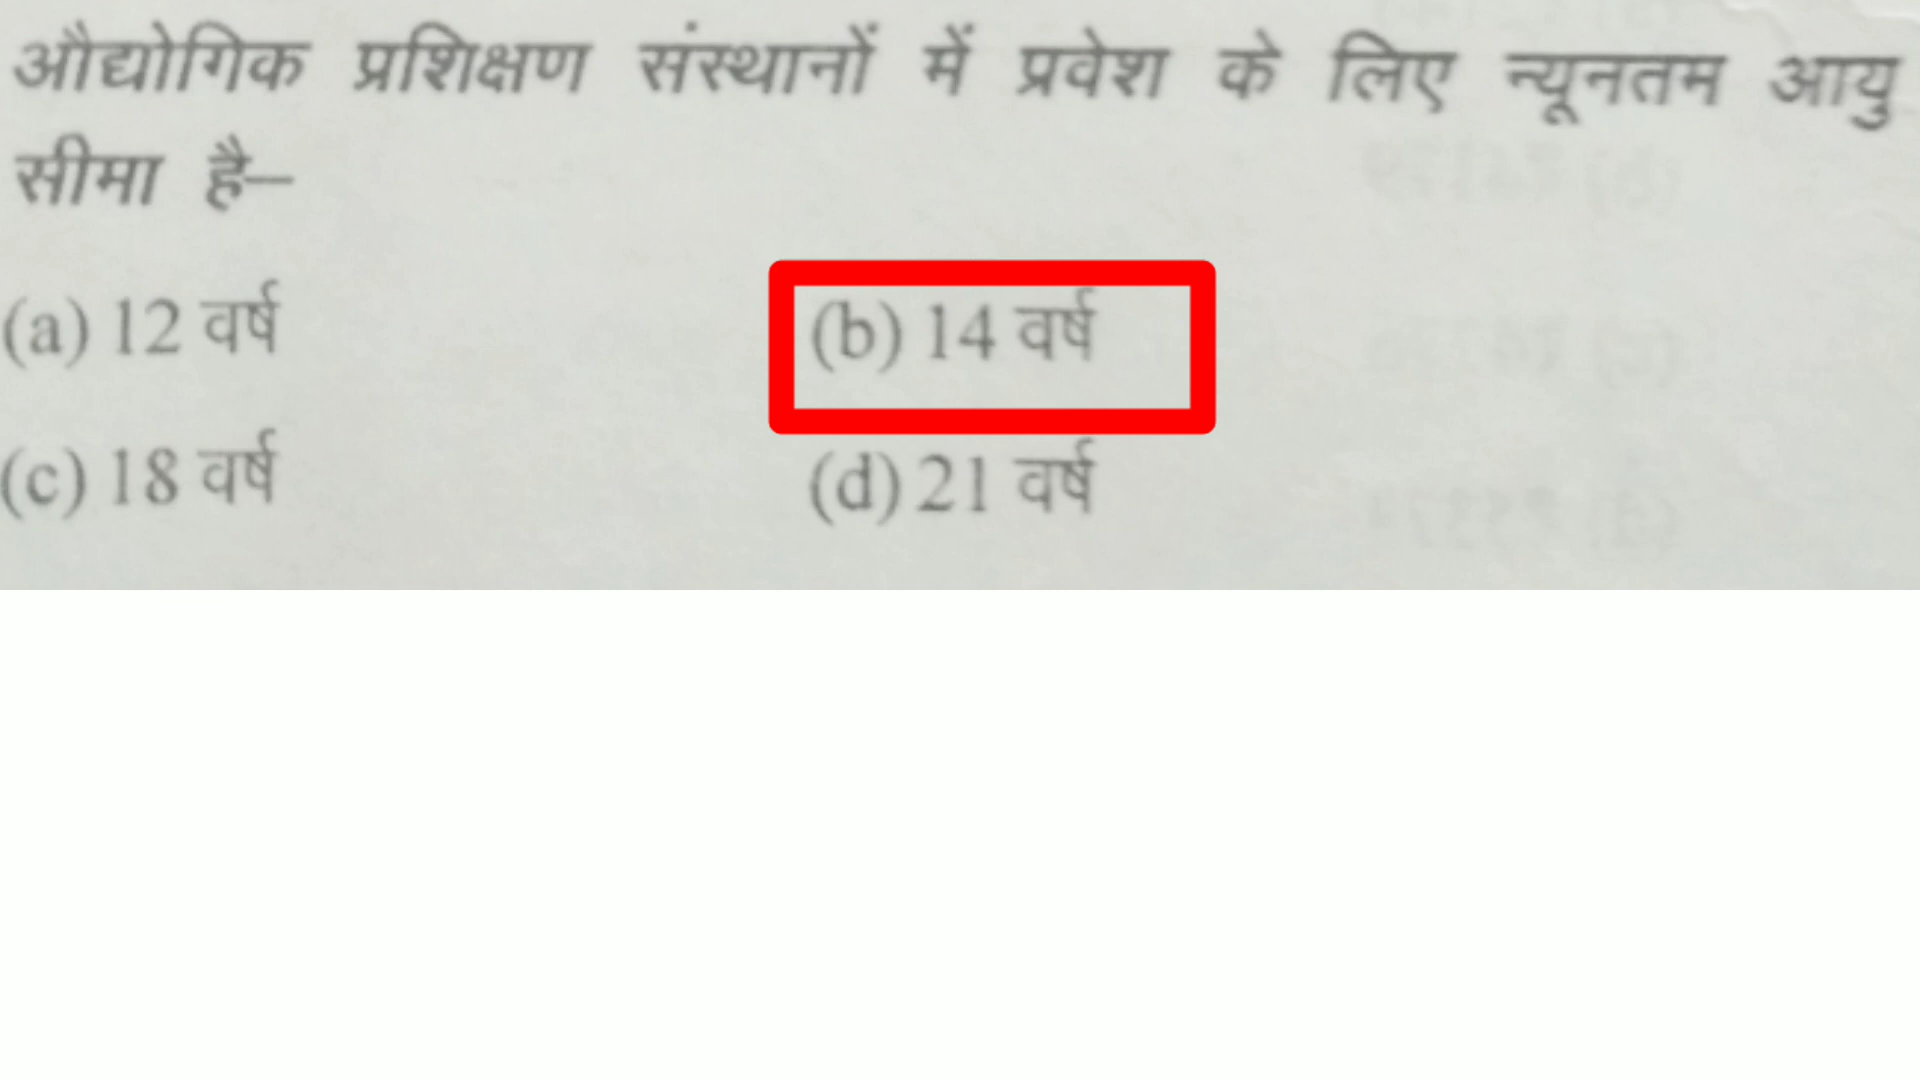 औद्योगिक प्रशिक्षण संस्थानों में प्रवेश के लिए न्यूनतम आयु
सीमा है–
(a) 12 वर्ष (b) 14 वर्ष
(c) 18 वर्ष (d) 21 वर्ष